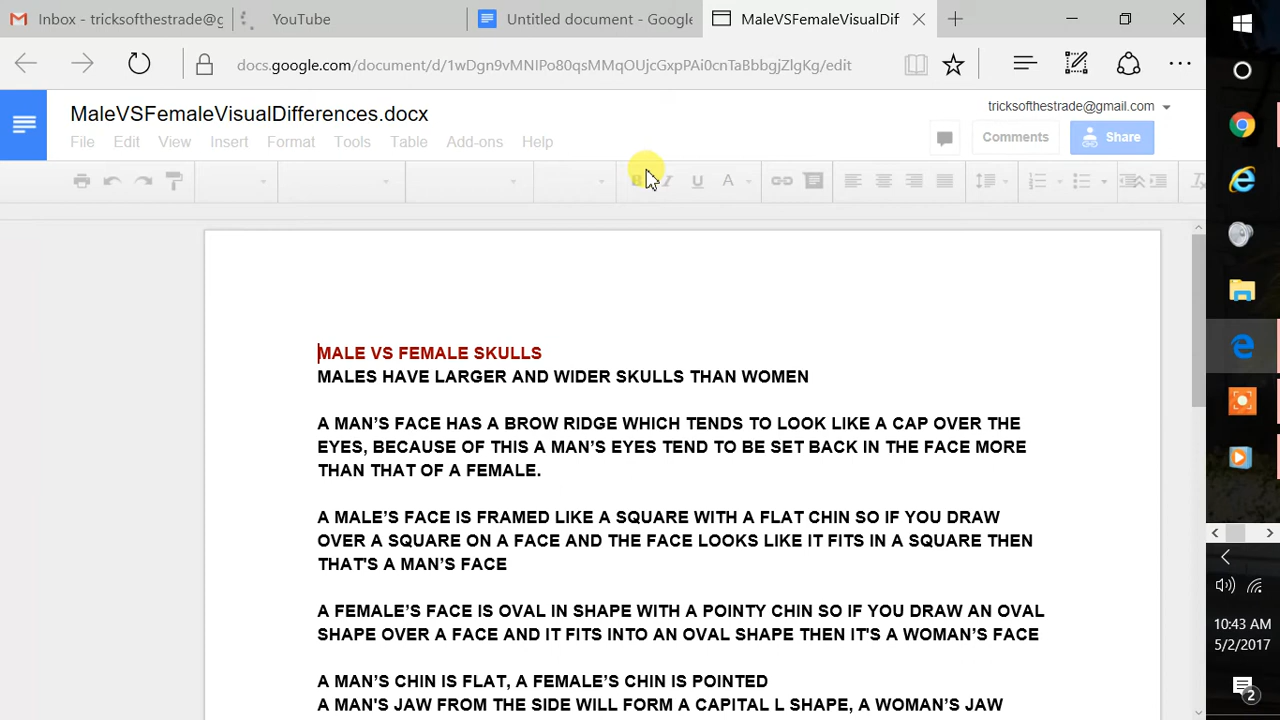 Inbox - tricksofthestrade@g
YouTube
Untitled document - Google
MaleVSFemaleVisualDif
docs.google.com/document/d/1wDgn9vMNIPo80qsMMqOUjcGxpPAi0cnTaBbbgjZlgKg/edit
MaleVSFemaleVisualDifferences.docx
tricksofthestrade@gmail.com
File Edit View Insert Format Tools Table Add-ons Help
Comments
Share
B I U A
MALE VS FEMALE SKULLS
MALES HAVE LARGER AND WIDER SKULLS THAN WOMEN
A MAN’S FACE HAS A BROW RIDGE WHICH TENDS TO LOOK LIKE A CAP OVER THE
EYES, BECAUSE OF THIS A MAN’S EYES TEND TO BE SET BACK IN THE FACE MORE
THAN THAT OF A FEMALE.
A MALE’S FACE IS FRAMED LIKE A SQUARE WITH A FLAT CHIN SO IF YOU DRAW
OVER A SQUARE ON A FACE AND THE FACE LOOKS LIKE IT FITS IN A SQUARE THEN
THAT'S A MAN’S FACE
A FEMALE’S FACE IS OVAL IN SHAPE WITH A POINTY CHIN SO IF YOU DRAW AN OVAL
SHAPE OVER A FACE AND IT FITS INTO AN OVAL SHAPE THEN IT'S A WOMAN’S FACE
A MAN’S CHIN IS FLAT, A FEMALE’S CHIN IS POINTED
A MAN'S JAW FROM THE SIDE WILL FORM A CAPITAL L SHAPE, A WOMAN’S JAW
10:43 AM
5/2/2017
2